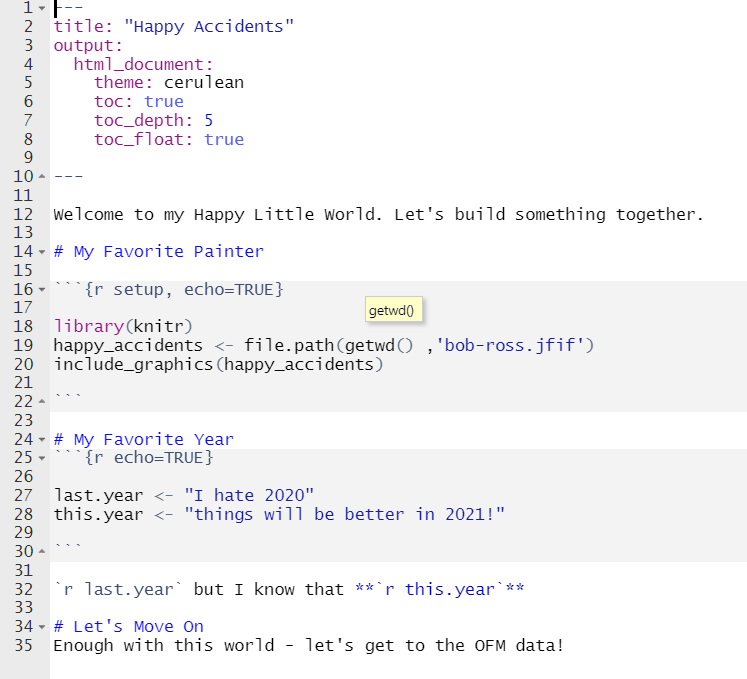 1 ---
2 title: "Happy Accidents"
3 output:
4   html_document:
5     theme: cerulean
6     toc: true
7     toc_depth: 5
8     toc_float: true
9
10 ---
11
12 Welcome to my Happy Little World. Let's build something together.
13
14 # My Favorite Painter
15
16 ```{r setup, echo=TRUE}
getwd()
17
18 library(knitr)
19 happy_accidents <- file.path(getwd() ,'bob-ross.jfif')
20 include_graphics(happy_accidents)
21
22 ```
23
24 # My Favorite Year
25 ```{r echo=TRUE}
26
27 last.year <- "I hate 2020"
28 this.year <- "things will be better in 2021!"
29
30 ```
31
32 `r last.year` but I know that **`r this.year`**
33
34 # Let's Move On
35 Enough with this world - let's get to the OFM data!